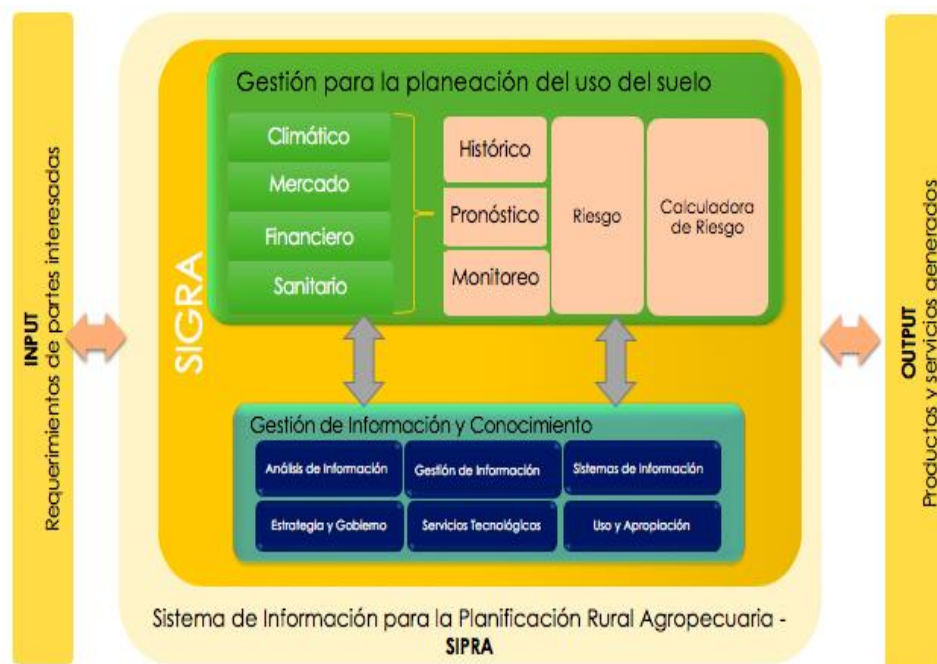 INPUT
Requerimientos de partes interesadas
SIGRA
Gestión para la planeación del uso del suelo
Climático
Mercado
Financiero
Sanitario
Histórico
Pronóstico
Monitoreo
Riesgo
Calculadora
de Riesgo
Gestión de Información y Conocimiento
Análisis de Información
Gestión de Información
Sistemas de Información
Estrategia y Gobierno
Servicios Tecnológicos
Uso y Apropiación
Sistema de Información para la Planificación Rural Agropecuaria -
SIPRA
OUTPUT
Productos y servicios generados